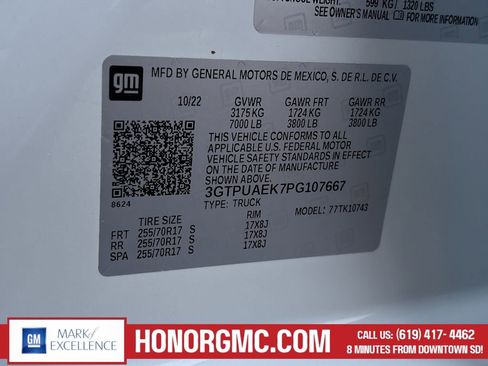 599 KG / 1320 LBS
SEE OWNER'S MANUAL FOR MORE INFORMATION
gm
MFD BY GENERAL MOTORS DE MEXICO, S. DE R.L. DE C.V.
10/22 GVWR GAWR FRT GAWR RR
3175 KG 1724 KG 1724 KG
7000 LB 3800 LB 3800 LB
THIS VEHICLE CONFORMS TO ALL
APPLICABLE U.S. FEDERAL MOTOR
VEHICLE SAFETY AND THEFT PREVENTION
STANDARDS IN EFFECT ON THE DATE OF
MANUFACTURE SHOWN ABOVE.
3GTPUAEK7PG107667
8624 TYPE: TRUCK MODEL: 77TK10743
TIRE SIZE RIM
FRT 255/70R17 S 17X8J
RR 255/70R17 S 17X8J
SPA 255/70R17 S 17X8J
GM MARK of EXCELLENCE
HONORGMC.COM
CALL US: (619) 417- 4462
8 MINUTES FROM DOWNTOWN SD!